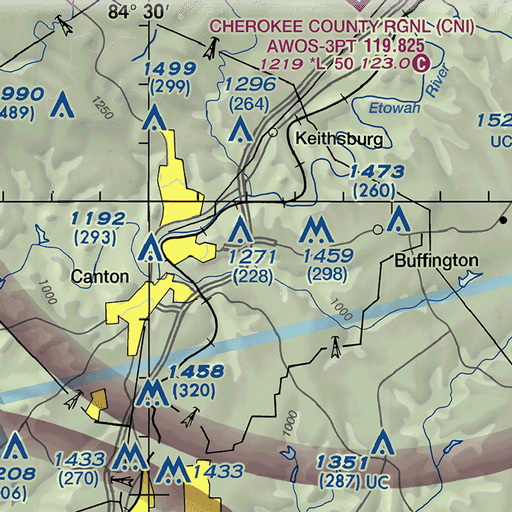 84° 30'
CHEROKEE COUNTY RGNL (CNI)
AWOS-3PT 119.825
1219 *L 50 123.0 C
1499
(299)
1296
(264)
990
489)
1250
Etowah
River
Keithsburg
152
UC
1473
(260)
1192
(293)
1271
(228)
1459
(298)
Buffington
Canton
1000
1000
1458
(320)
1000
208
06)
1433
(270)
1433
1351
(287) UC